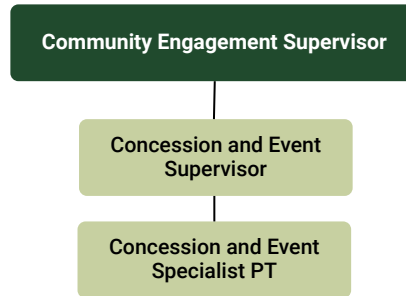 Community Engagement Supervisor
Concession and Event
Supervisor
Concession and Event
Specialist PT